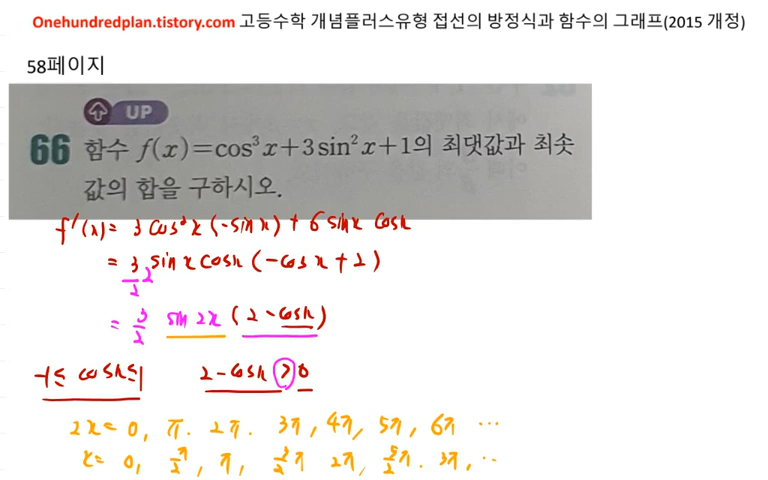 Onehundredplan.tistory.com 고등수학 개념플러스유형 접선의 방정식과 함수의 그래프(2015 개정)
58페이지
UP
66 함수 f(x)=cos³x+3sin²x+1의 최댓값과 최솟
값의 합을 구하시오.
f'(x)= 3cos²x(-sinx)+6sinx cosx
= 3/2 2 sinx cosx (-cosx+2)
= 3/2 sin2x (2-cosx)
-1≤ cosx≤1 2-cosx > 0
2x=0, π. 2π. 3π, 4π, 5π, 6π ...
x=0, π/2, π, 3/2π 2π, 5/2π. 3π, ..